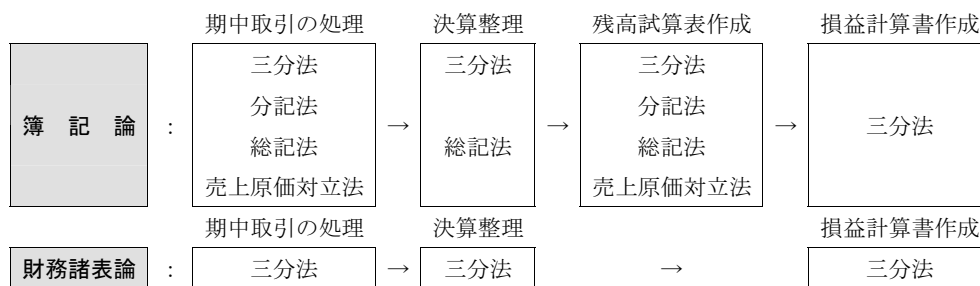 期中取引の処理 決算整理 残高試算表作成 損益計算書作成
三分法 三分法 三分法
分記法 分記法
簿 記 論 : → → → 三分法
総記法 総記法 総記法
売上原価対立法 売上原価対立法
期中取引の処理 決算整理 損益計算書作成
財務諸表論 : 三分法 → 三分法 → 三分法